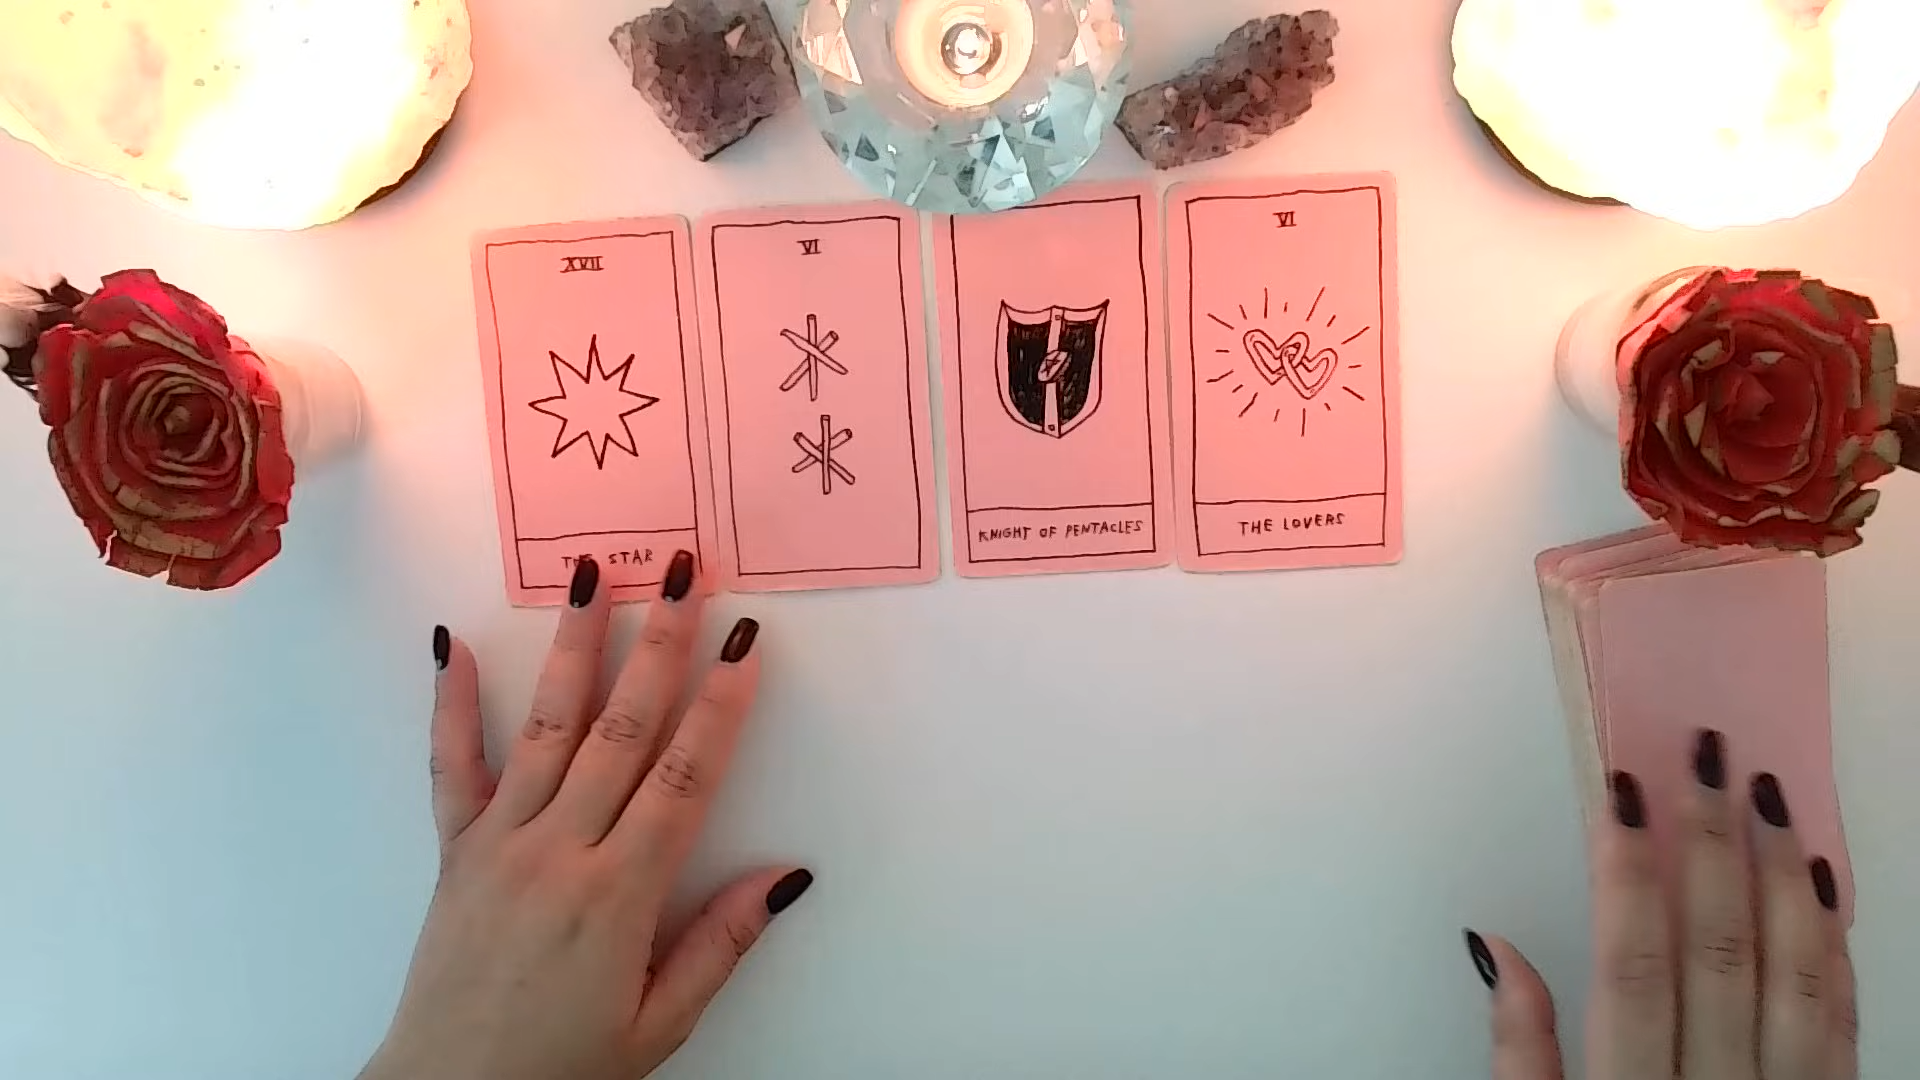 XVII
THE STAR
VI
KNIGHT OF PENTACLES
VI
THE LOVERS